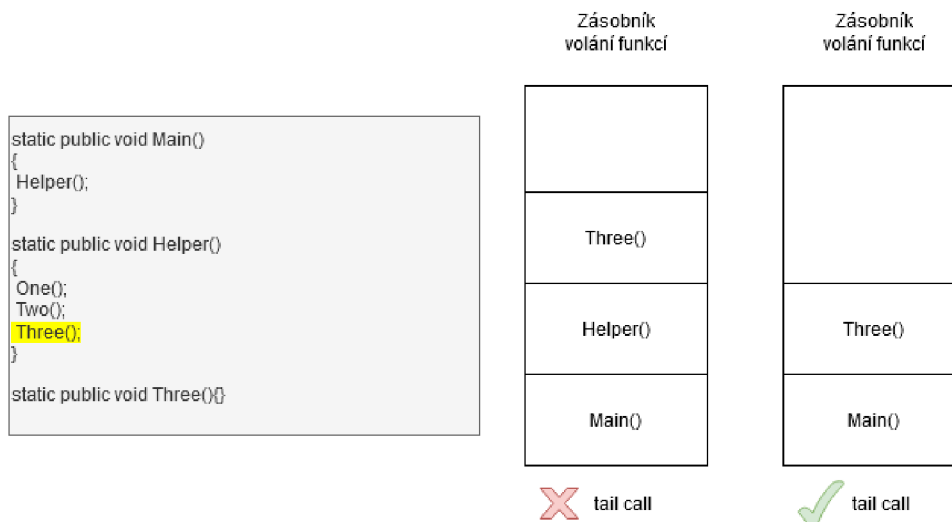 static public void Main()
{
Helper();
}
static public void Helper()
{
One();
Two();
Three();
}
static public void Three(){}
Zásobník
volání funkcí
Three()
Helper()
Main()
tail call
Zásobník
volání funkcí
Three()
Main()
tail call